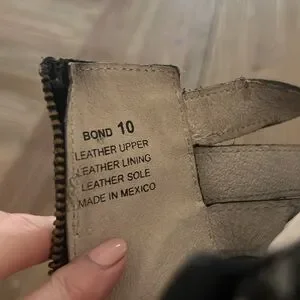 BOND 10
LEATHER UPPER
LEATHER LINING
LEATHER SOLE
MADE IN MEXICO